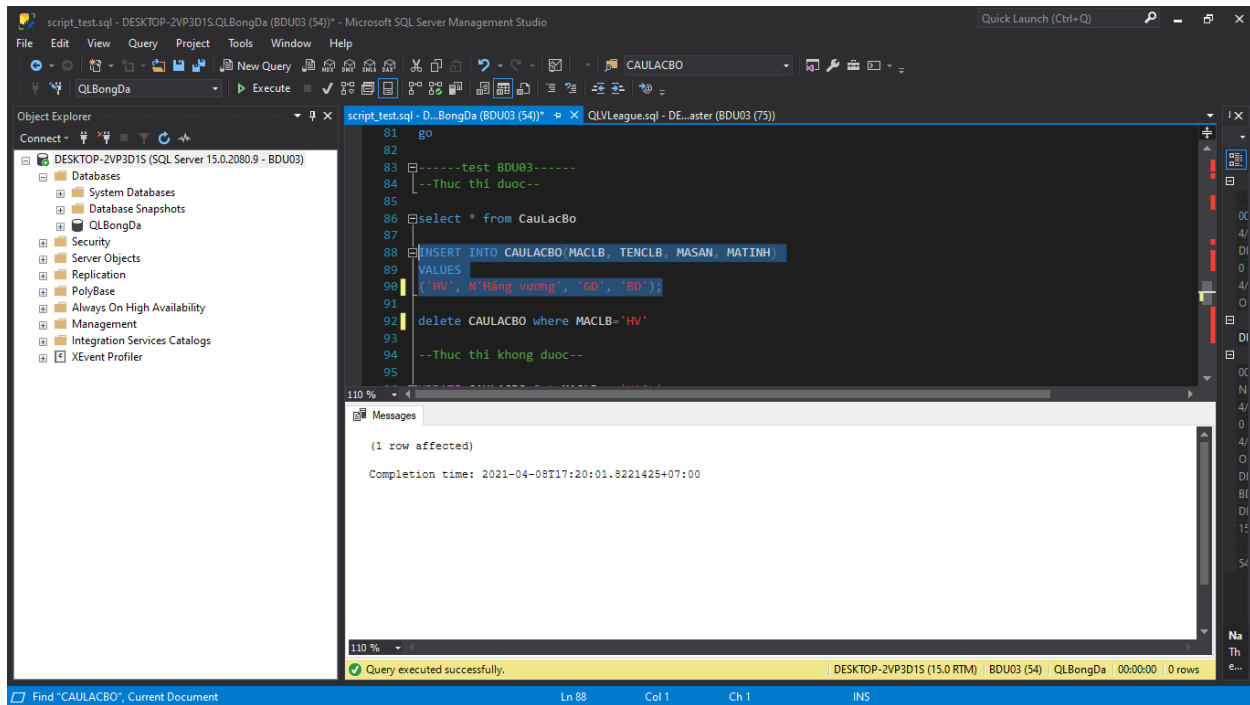 script_test.sql - DESKTOP-2VP3D1S.QLBongDa (BDU03 (54))* - Microsoft SQL Server Management Studio
Quick Launch (Ctrl+Q)
File Edit View Query Project Tools Window Help
New Query
CAULACBO
QLBongDa
Execute
Object Explorer
script_test.sql - D...BongDa (BDU03 (54))*
QLVLeague.sql - DE...aster (BDU03 (75))
Connect
DESKTOP-2VP3D1S (SQL Server 15.0.2080.9 - BDU03)
Databases
System Databases
Database Snapshots
QLBongDa
Security
Server Objects
Replication
PolyBase
Always On High Availability
Management
Integration Services Catalogs
XEvent Profiler
81 go
82
83 ------test BDU03------
84 --Thuc thi duoc--
85
86 select * from CauLacBo
87
88 INSERT INTO CAULACBO(MACLB, TENCLB, MASAN, MATINH)
89 VALUES
90 ('HV', N'Háng vương', 'GD', 'BD');
91
92 delete CAULACBO where MACLB='HV'
93
94 --Thuc thi khong duoc--
95
110 %
Messages
(1 row affected)
Completion time: 2021-04-08T17:20:01.8221425+07:00
110 %
Query executed successfully.
DESKTOP-2VP3D1S (15.0 RTM) BDU03 (54) QLBongDa 00:00:00 0 rows
Na
Th
e...
Find "CAULACBO", Current Document
Ln 88 Col 1 Ch 1 INS